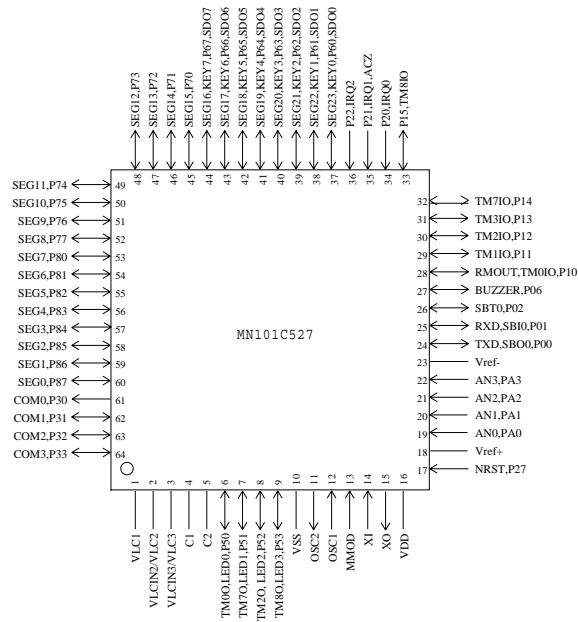 SEG12,P73
SEG13,P72
SEG14,P71
SEG15,P70
SEG16,KEY7,P67,SDO7
SEG17,KEY6,P66,SDO6
SEG18,KEY5,P65,SDO5
SEG19,KEY4,P64,SDO4
SEG20,KEY3,P63,SDO3
SEG21,KEY2,P62,SDO2
SEG22,KEY1,P61,SDO1
SEG23,KEY0,P60,SDO0
P22,IRQ2
P21,IRQ1,ACZ
P20,IRQ0
P15,TM8IO
48 47 46 45 44 43 42 41 40 39 38 37 36 35 34 33
SEG11,P74 49
SEG10,P75 50
SEG9,P76 51
SEG8,P77 52
SEG7,P80 53
SEG6,P81 54
SEG5,P82 55
SEG4,P83 56
SEG3,P84 57
SEG2,P85 58
SEG1,P86 59
SEG0,P87 60
COM0,P30 61
COM1,P31 62
COM2,P32 63
COM3,P33 64
MN101C527
32 TM7IO,P14
31 TM3IO,P13
30 TM2IO,P12
29 TM1IO,P11
28 RMOUT,TM0IO,P10
27 BUZZER,P06
26 SBT0,P02
25 RXD,SBI0,P01
24 TXD,SBO0,P00
23 Vref-
22 AN3,PA3
21 AN2,PA2
20 AN1,PA1
19 AN0,PA0
18 Vref+
17 NRST,P27
1 2 3 4 5 6 7 8 9 10 11 12 13 14 15 16
VLC1
VLCIN2/VLC2
VLCIN3/VLC3
C1
C2
TM0O,LED0,P50
TM7O,LED1,P51
TM2O, LED2,P52
TM8O,LED3,P53
VSS
OSC2
OSC1
MMOD
XI
XO
VDD